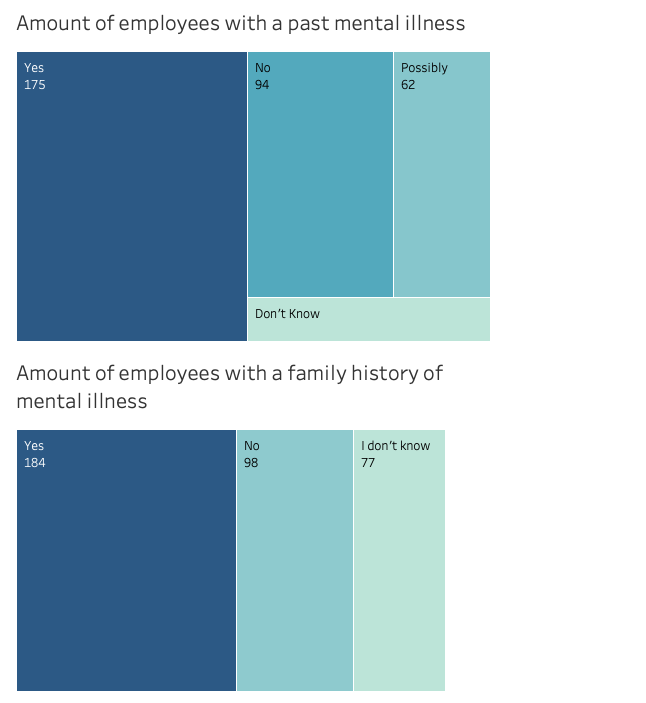 Amount of employees with a past mental illness
Yes
175
No
94
Possibly
62
Don't Know
Amount of employees with a family history of
mental illness
Yes
184
No
98
I don't know
77